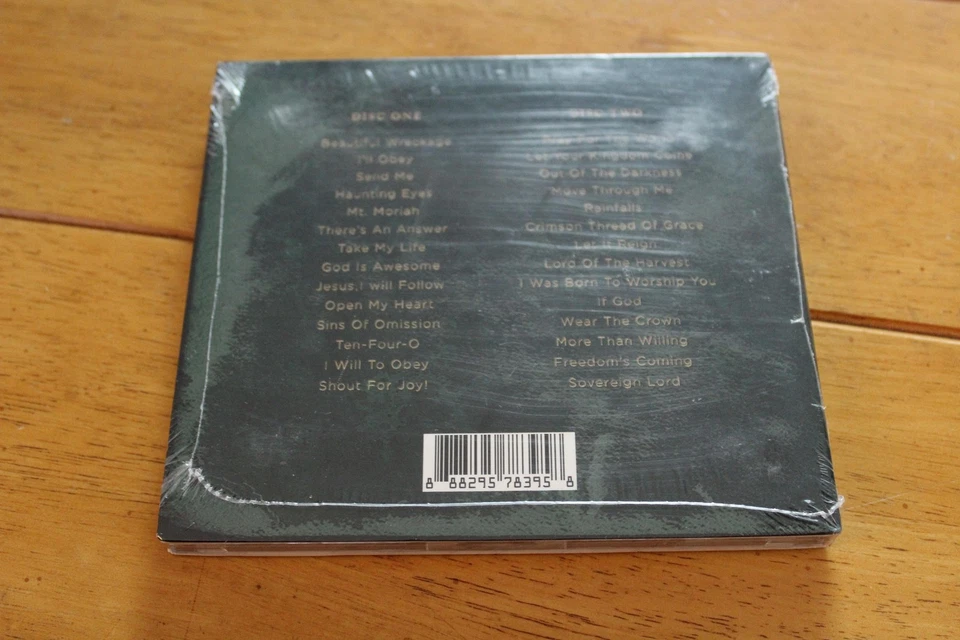 DISC ONE
Beautiful Wreckage
I'll Obey
Send Me
Haunting Eyes
Mt. Moriah
There's An Answer
Take My Life
God Is Awesome
Jesus, I will Follow
Open My Heart
Sins Of Omission
Ten-Four-O
I Will To Obey
Shout For Joy!
DISC TWO
Let Your Kingdom Come
Out Of The Darkness
Move Through Me
Rainfalls
Crimson Thread Of Grace
Let It Reign
Lord Of The Harvest
I Was Born To Worship You
If God
Wear The Crown
More Than Willing
Freedom's Coming
Sovereign Lord
8 88295 78395 8